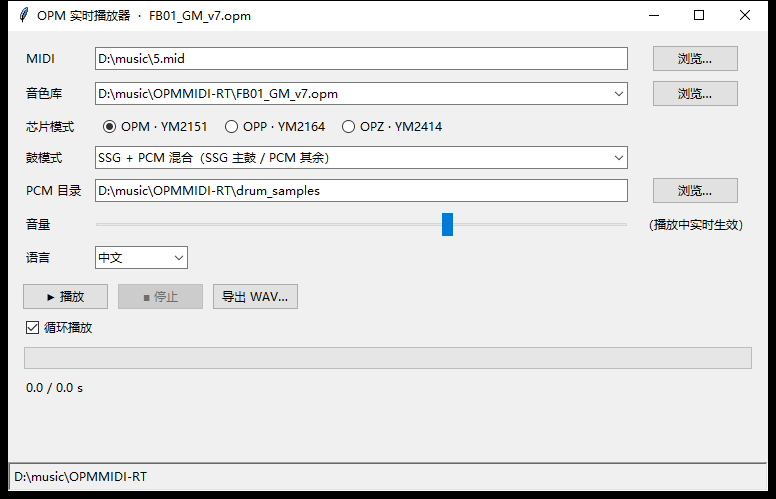 OPM 实时播放器 · FB01_GM_v7.opm
MIDI D:\music\5.mid 浏览...
音色库 D:\music\OPMMIDI-RT\FB01_GM_v7.opm 浏览...
芯片模式 OPM · YM2151 OPP · YM2164 OPZ · YM2414
鼓模式 SSG + PCM 混合（SSG 主鼓 / PCM 其余）
PCM 目录 D:\music\OPMMIDI-RT\drum_samples 浏览...
音量 (播放中实时生效)
语言 中文
► 播放 ■ 停止 导出 WAV...
循环播放
0.0 / 0.0 s
D:\music\OPMMIDI-RT